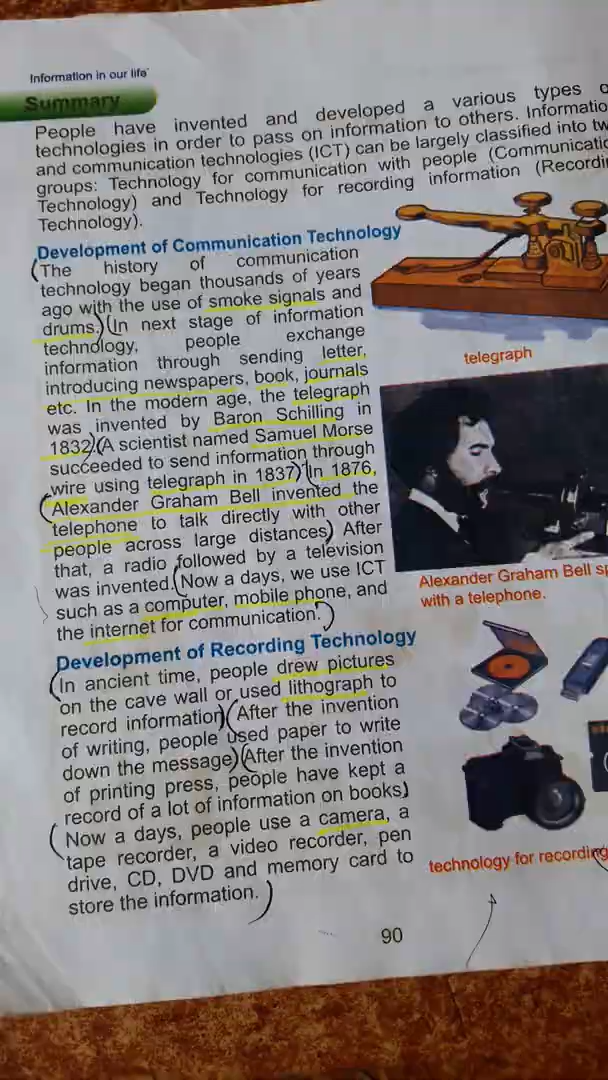 Information in our life
Summary
People have invented and developed a various types
technologies in order to pass on information to others.
and communication technologies (ICT) can be largely classified into
groups: Technology for communication with people
Technology) and Technology for recording information
Technology).
Development of Communication Technology
(The history of communication
technology began thousands of years
ago with the use of smoke signals and
drums.)(In next stage of information
technology, people exchange
information through sending letter,
introducing newspapers, book, journals
etc. In the modern age, the telegraph
was invented by Baron Schilling in
1832)(A scientist named Samuel Morse
succeeded to send information through
wire using telegraph in 1837)(In 1876,
(Alexander Graham Bell invented the
telephone to talk directly with other
people across large distances) After
that, a radio followed by a television
was invented.(Now a days, we use ICT
such as a computer, mobile phone, and
the internet for communication.)
telegraph
Alexander Graham Bell
with a telephone.
Development of Recording Technology
(In ancient time, people drew pictures
on the cave wall or used lithograph to
record information)(After the invention
of writing, people used paper to write
down the message)(After the invention
of printing press, people have kept a
record of a lot of information on books)
(Now a days, people use a camera, a
tape recorder, a video recorder, pen
drive, CD, DVD and memory card to
store the information.)
technology for recording
90